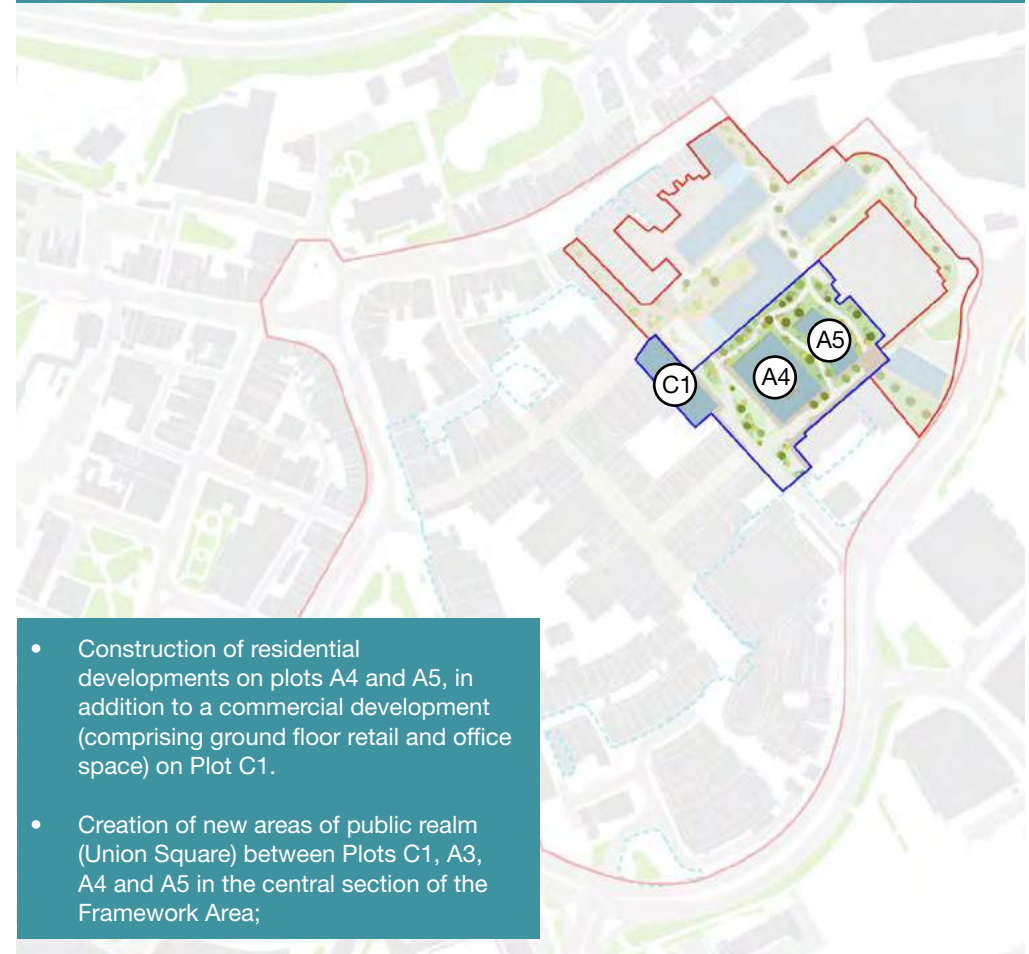 A5
A4
C1
• Construction of residential
developments on plots A4 and A5, in
addition to a commercial development
(comprising ground floor retail and office
space) on Plot C1.
• Creation of new areas of public realm
(Union Square) between Plots C1, A3,
A4 and A5 in the central section of the
Framework Area;